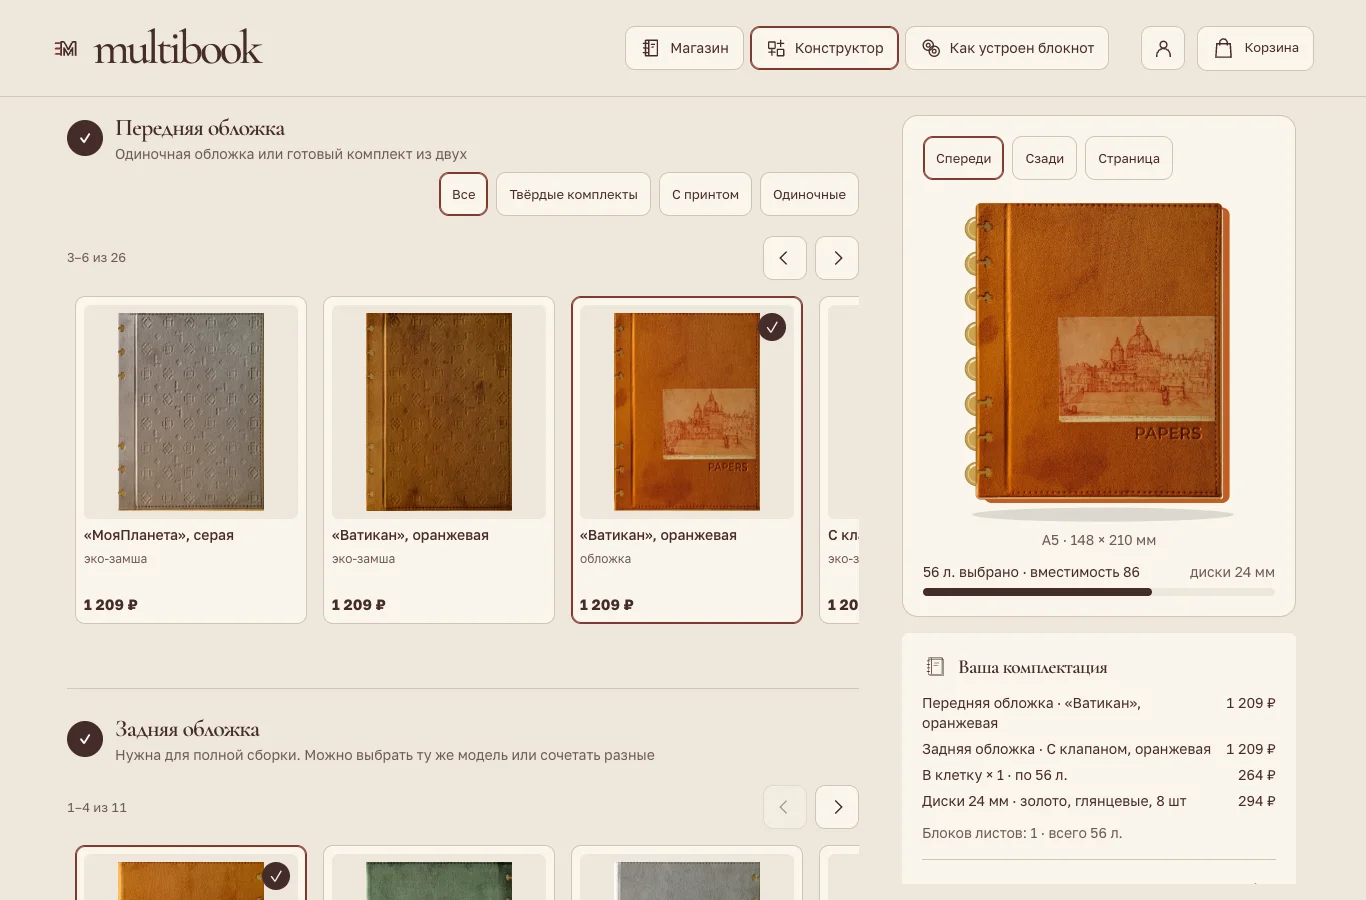 multibook
Магазин
Конструктор
Как устроен блокнот
Корзина
Передняя обложка
Одиночная обложка или готовый комплект из двух
Все
Твёрдые комплекты
С принтом
Одиночные
3–6 из 26
«МояПланета», серая
эко-замша
1 209 ₽
«Ватикан», оранжевая
эко-замша
1 209 ₽
PAPERS
«Ватикан», оранжевая
обложка
1 209 ₽
Задняя обложка
Нужна для полной сборки. Можно выбрать ту же модель или сочетать разные
1–4 из 11
Спереди
Сзади
Страница
PAPERS
А5 · 148 × 210 мм
56 л. выбрано · вместимость 86
диски 24 мм
Ваша комплектация
Передняя обложка · «Ватикан»,
оранжевая
1 209 ₽
Задняя обложка · С клапаном, оранжевая 1 209 ₽
В клетку × 1 · по 56 л. 264 ₽
Диски 24 мм · золото, глянцевые, 8 шт 294 ₽
Блоков листов: 1 · всего 56 л.